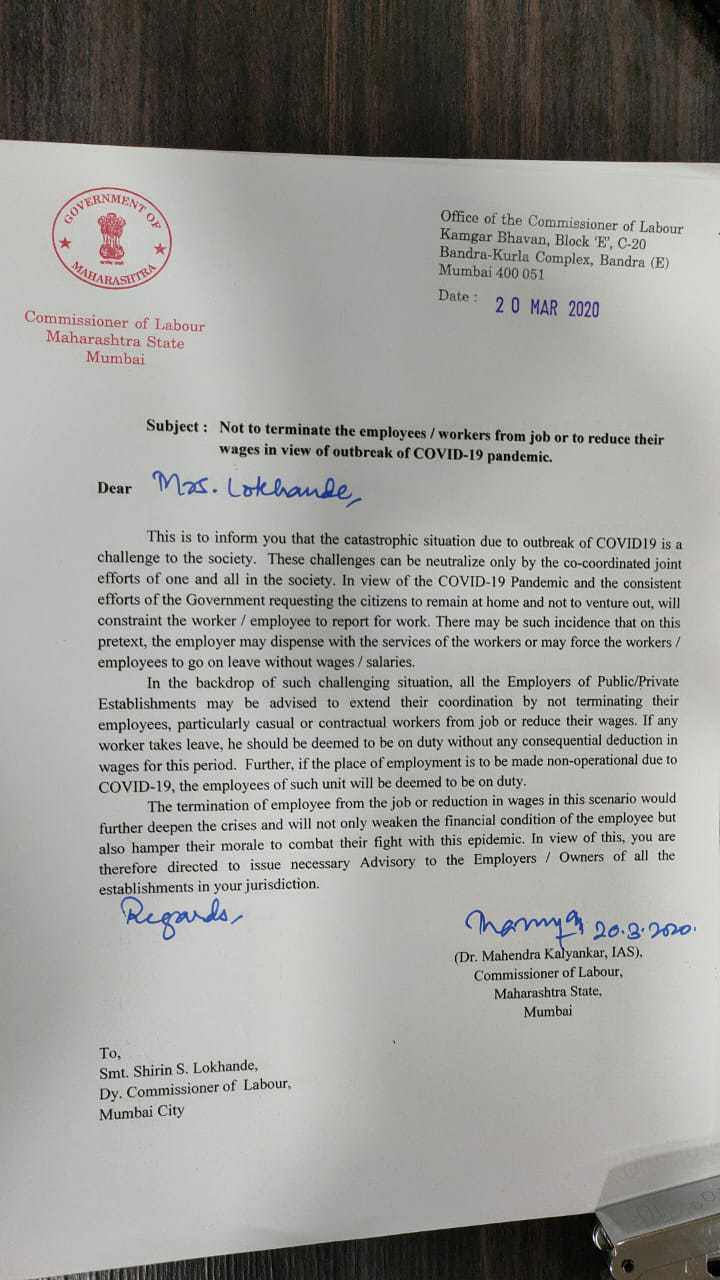 GOVERNMENT OF
MAHARASHTRA
Commissioner of Labour
Maharashtra State
Mumbai
Office of the Commissioner of Labour
Kamgar Bhavan, Block 'E', C-20
Bandra-Kurla Complex, Bandra (E)
Mumbai 400 051
Date : 20 MAR 2020
Subject : Not to terminate the employees / workers from job or to reduce their
wages in view of outbreak of COVID-19 pandemic.
Dear Mrs. Lokhande,
This is to inform you that the catastrophic situation due to outbreak of COVID19 is a
challenge to the society. These challenges can be neutralize only by the co-coordinated joint
efforts of one and all in the society. In view of the COVID-19 Pandemic and the consistent
efforts of the Government requesting the citizens to remain at home and not to venture out, will
constraint the worker / employee to report for work. There may be such incidence that on this
pretext, the employer may dispense with the services of the workers or may force the workers /
employees to go on leave without wages / salaries.
In the backdrop of such challenging situation, all the Employers of Public/Private
Establishments may be advised to extend their coordination by not terminating their
employees, particularly casual or contractual workers from job or reduce their wages. If any
worker takes leave, he should be deemed to be on duty without any consequential deduction in
wages for this period. Further, if the place of employment is to be made non-operational due to
COVID-19, the employees of such unit will be deemed to be on duty.
The termination of employee from the job or reduction in wages in this scenario would
further deepen the crises and will not only weaken the financial condition of the employee but
also hamper their morale to combat their fight with this epidemic. In view of this, you are
therefore directed to issue necessary Advisory to the Employers / Owners of all the
establishments in your jurisdiction.
Regards,
20.3.2020.
(Dr. Mahendra Kalyankar, IAS),
Commissioner of Labour,
Maharashtra State,
Mumbai
To,
Smt. Shirin S. Lokhande,
Dy. Commissioner of Labour,
Mumbai City